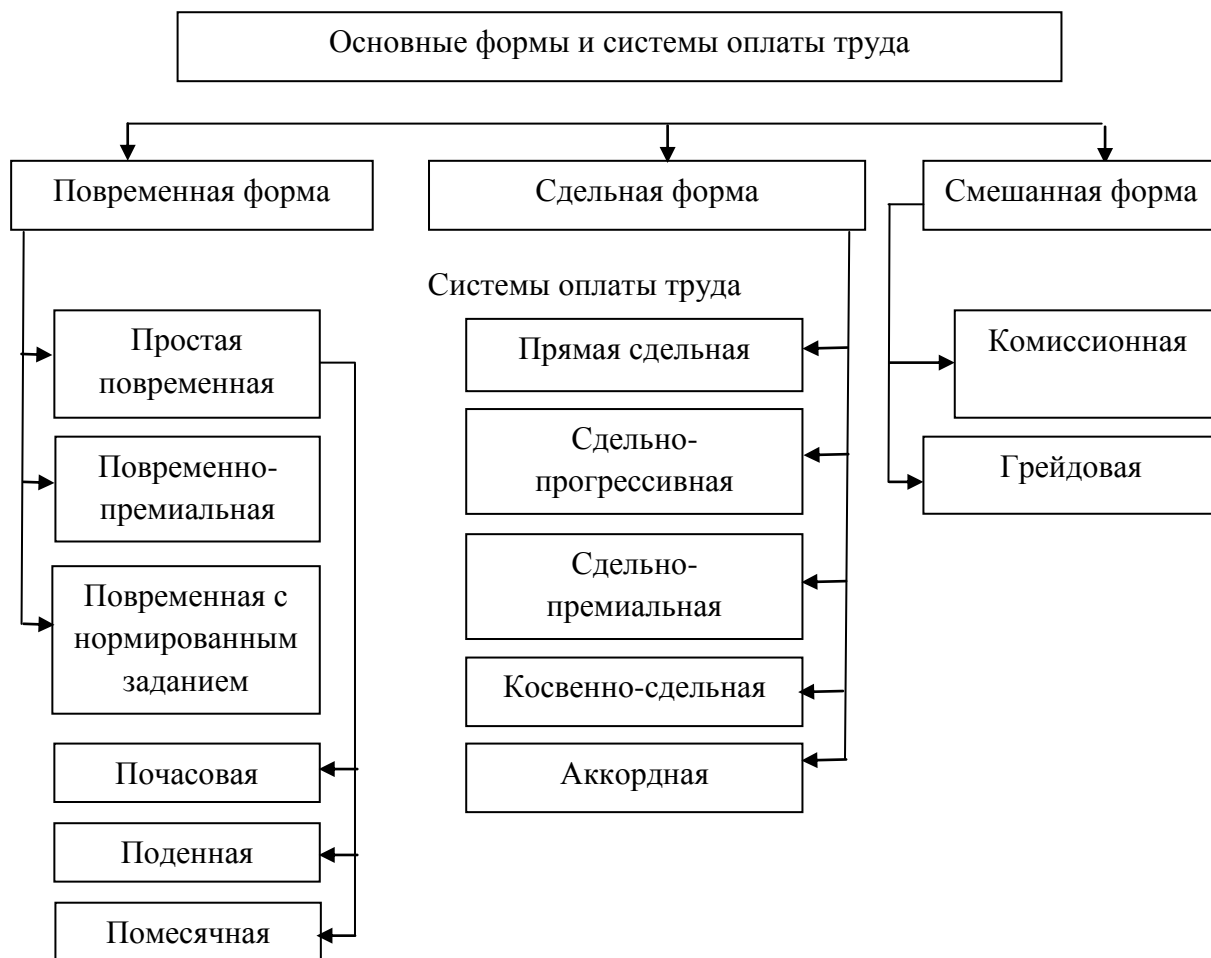 Основные формы и системы оплаты труда
Повременная форма
Сдельная форма
Смешанная форма
Системы оплаты труда
Простая
повременная
Повременно-
премиальная
Повременная с
нормированным
заданием
Почасовая
Поденная
Помесячная
Прямая сдельная
Сдельно-
прогрессивная
Сдельно-
премиальная
Косвенно-сдельная
Аккордная
Комиссионная
Грейдовая